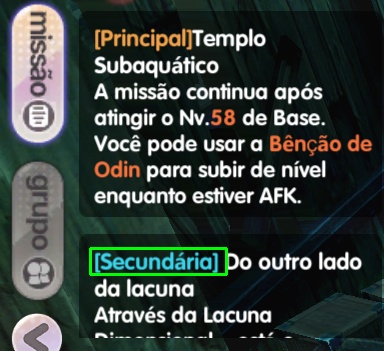 missão
grupo
[Principal]Templo
Subaquático
A missão continua após
atingir o Nv.58 de Base.
Você pode usar a Bênção de
Odin para subir de nível
enquanto estiver AFK.
[Secundária] Do outro lado
da lacuna
Através da Lacuna
Dimensional